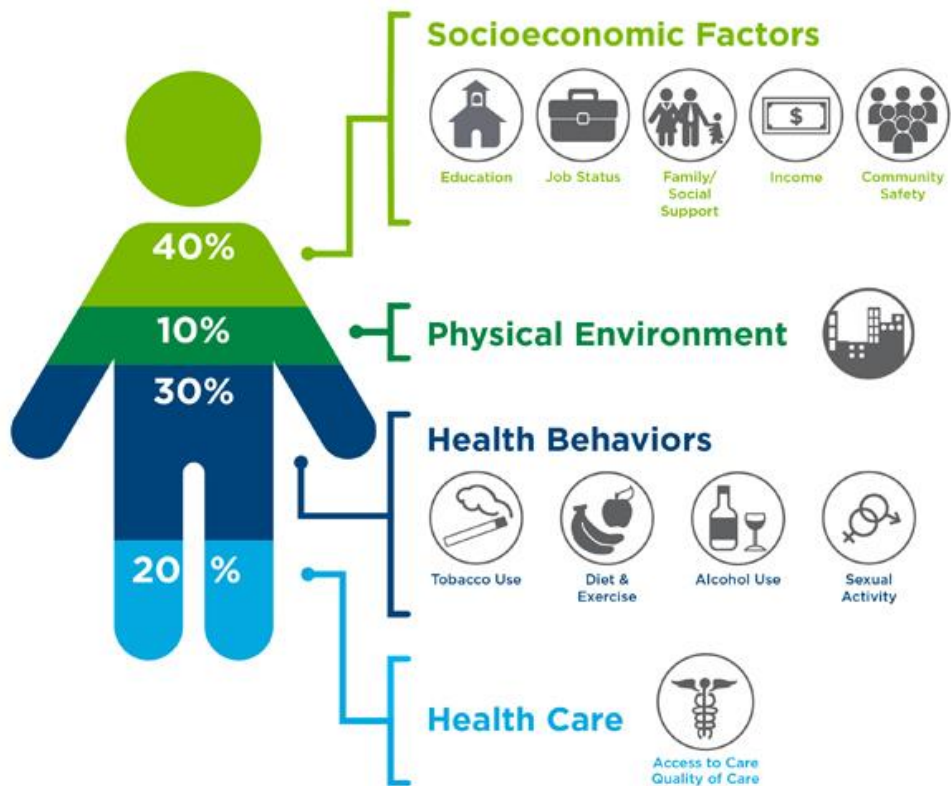 Socioeconomic Factors
$
Education
Job Status
Family/
Social
Support
Income
Community
Safety
40%
10%
Physical Environment
30%
Health Behaviors
Tobacco Use
Diet &
Exercise
Alcohol Use
Sexual
Activity
20 %
Health Care
Access to Care
Quality of Care